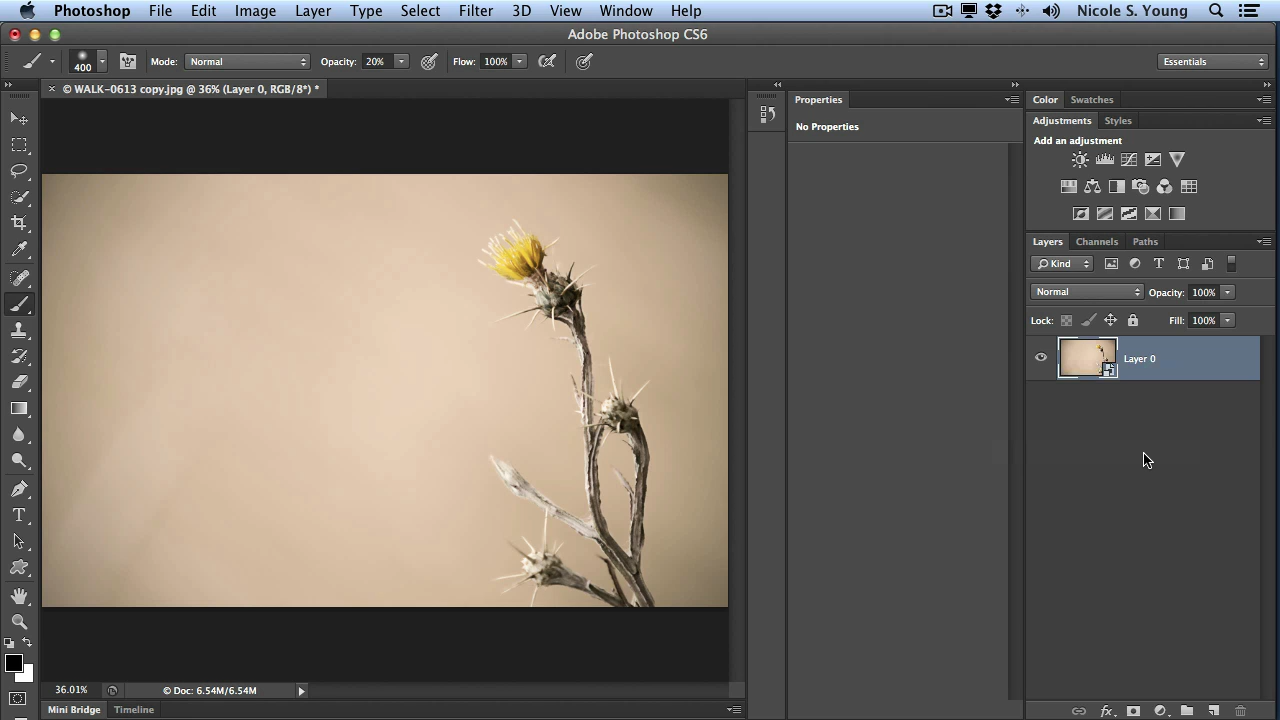 Photoshop File Edit Image Layer Type Select Filter 3D View Window Help Nicole S. Young
Adobe Photoshop CS6
400 Mode: Normal Opacity: 20% Flow: 100% Essentials
© WALK-0613 copy.jpg @ 36% (Layer 0, RGB/8*) *
Properties
No Properties
Color Swatches
Adjustments Styles
Add an adjustment
Layers Channels Paths
Kind
Normal Opacity: 100%
Lock: Fill: 100%
Layer 0
36.01% © Doc: 6.54M/6.54M
Mini Bridge Timeline